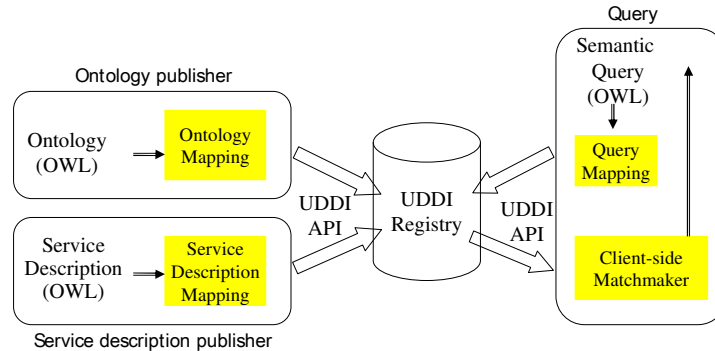 Ontology publisher
Ontology
(OWL)
Ontology
Mapping
Service
Description
(OWL)
Service
Description
Mapping
Service description publisher
UDDI
API
UDDI
Registry
UDDI
API
Query
Semantic
Query
(OWL)
Query
Mapping
Client-side
Matchmaker